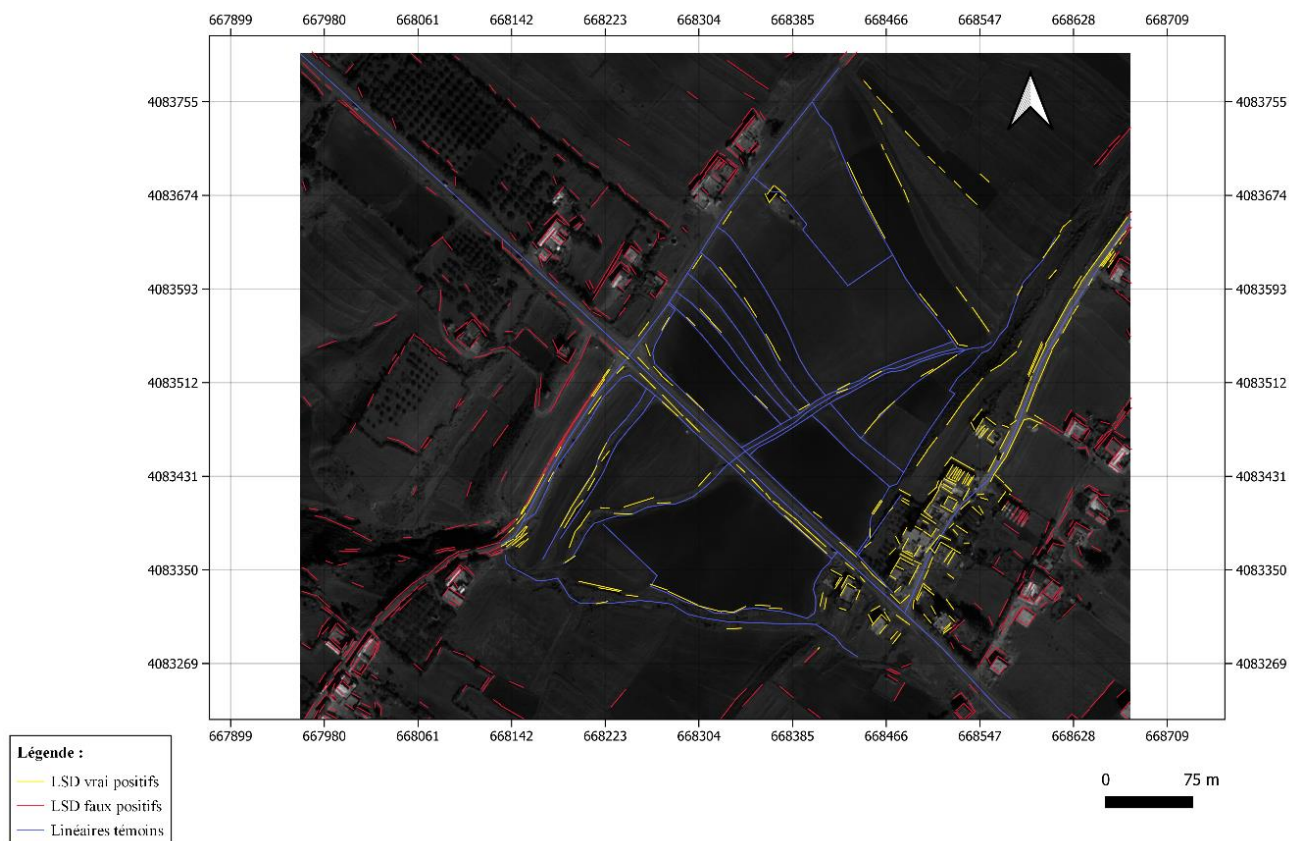 667899 667980 668061 668142 668223 668304 668385 668466 668547 668628 668709
4083755 4083755
4083674 4083674
4083593 4083593
4083512 4083512
4083431 4083431
4083350 4083350
4083269 4083269
667899 667980 668061 668142 668223 668304 668385 668466 668547 668628 668709
Légende :
LSD vrai positifs
LSD faux positifs
Linéaires témoins
0 75 m